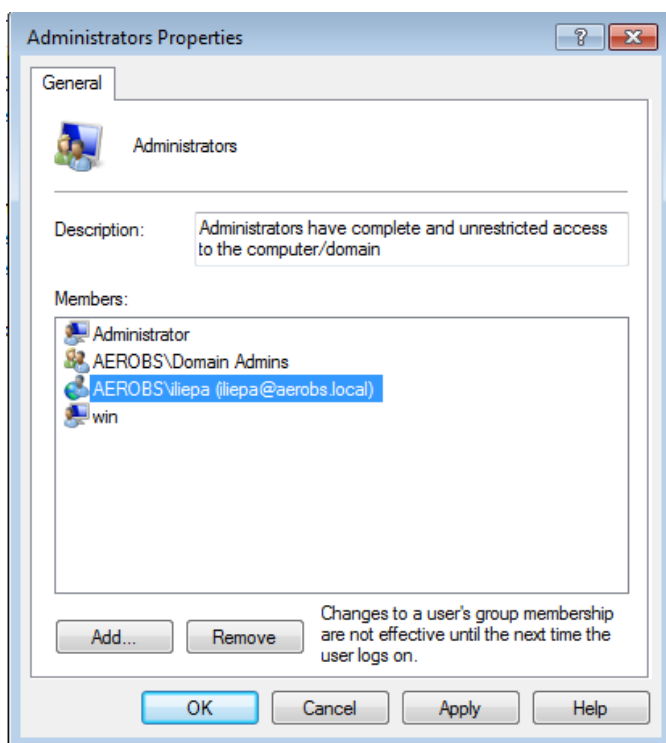 Administrators Properties
General
Administrators
Description:
Administrators have complete and unrestricted access
to the computer/domain
Members:
Administrator
AEROBS\Domain Admins
AEROBS\iliepa (iliepa@aerobs.local)
win
Add...
Remove
Changes to a user's group membership
are not effective until the next time the
user logs on.
OK
Cancel
Apply
Help